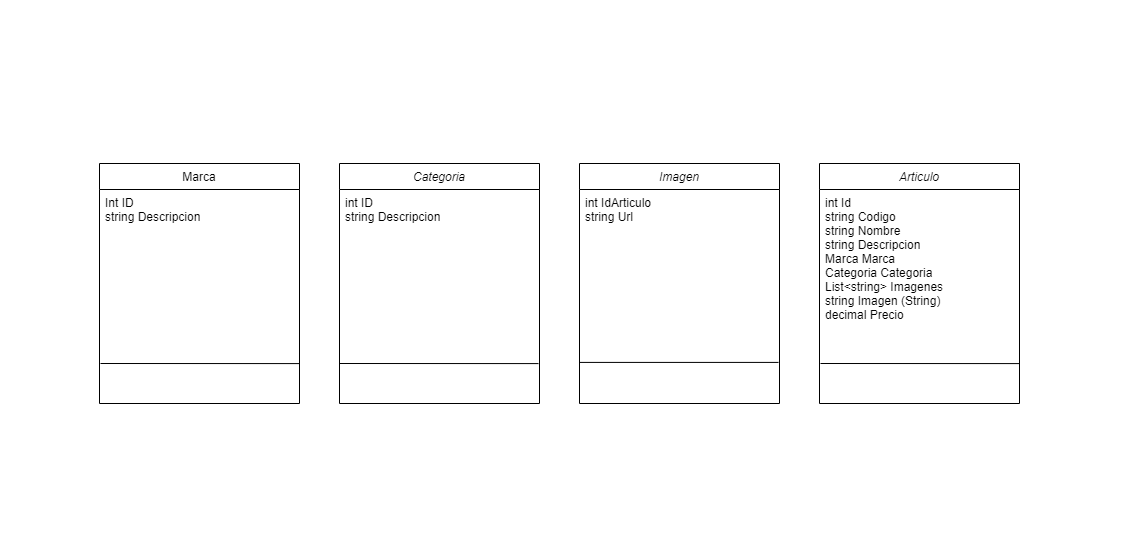 Marca
Int ID
string Descripcion
Categoria
int ID
string Descripcion
Imagen
int IdArticulo
string Url
Articulo
int Id
string Codigo
string Nombre
string Descripcion
Marca Marca
Categoria Categoria
List<string> Imagenes
string Imagen (String)
decimal Precio